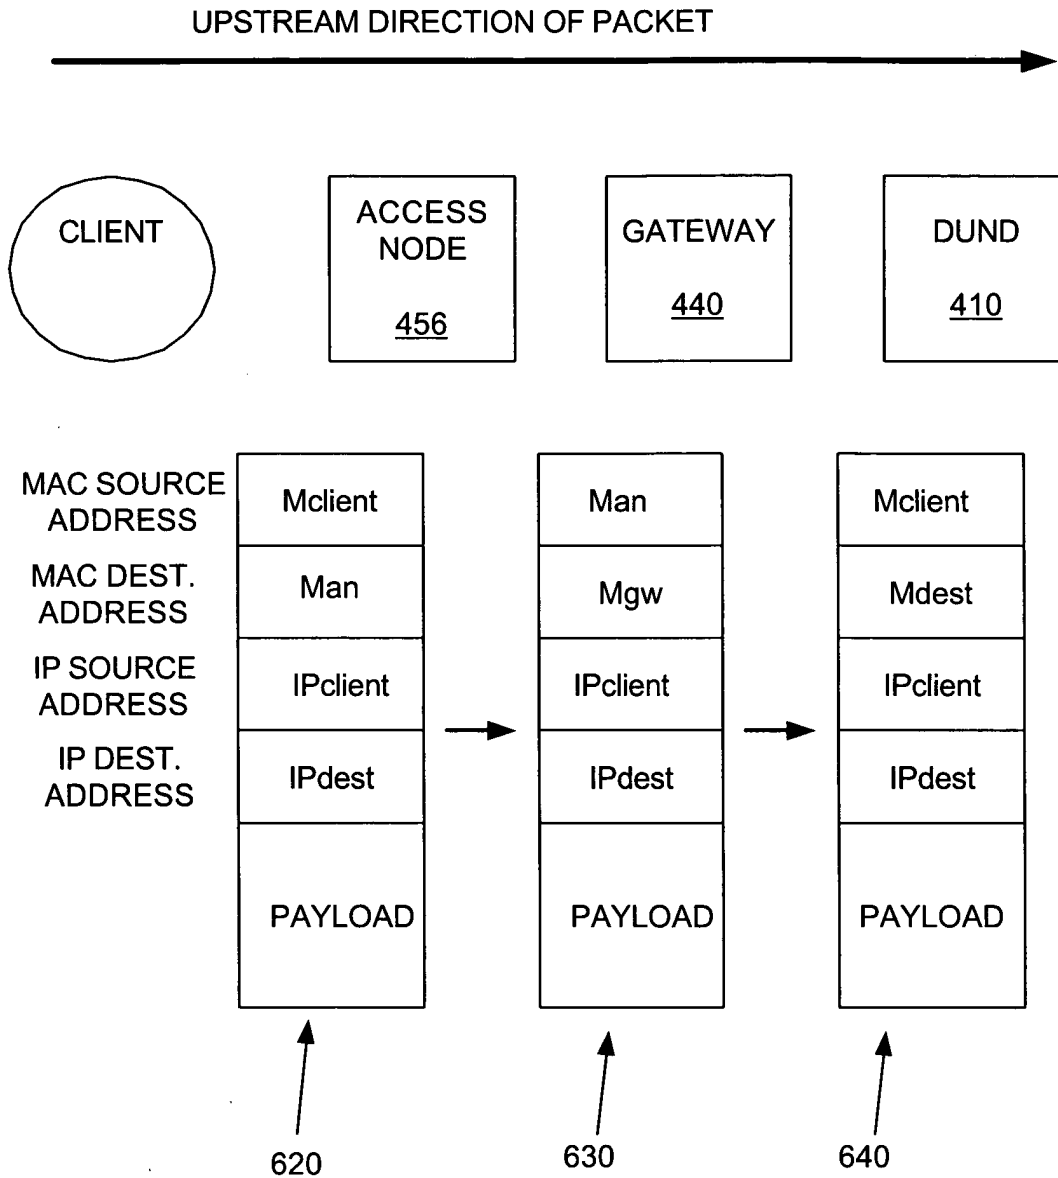 UPSTREAM DIRECTION OF PACKET
CLIENT
ACCESS
NODE
456
GATEWAY
440
DUND
410
MAC SOURCE
ADDRESS
Mclient
Man
Mclient
MAC DEST.
ADDRESS
Man
Mgw
Mdest
IP SOURCE
ADDRESS
IPclient
IPclient
IPclient
IP DEST.
ADDRESS
IPdest
IPdest
IPdest
PAYLOAD
PAYLOAD
PAYLOAD
620
630
640